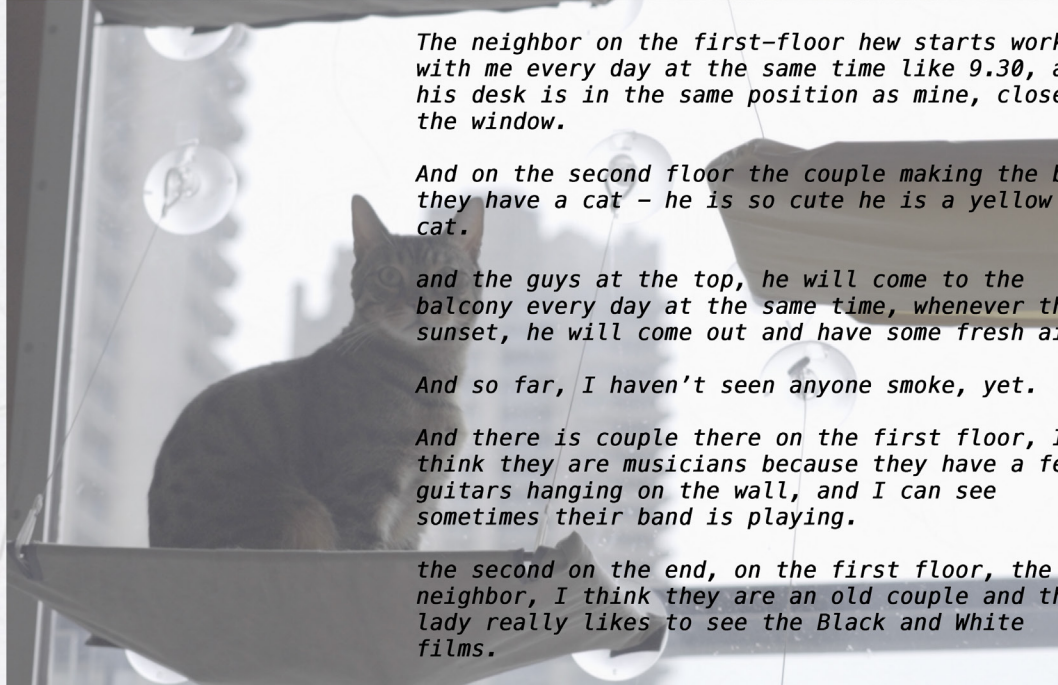 The neighbor on the first-floor hew starts work
with me every day at the same time like 9.30, a
his desk is in the same position as mine, close
the window.
And on the second floor the couple making the b
they have a cat - he is so cute he is a yellow
cat.
and the guys at the top, he will come to the
balcony every day at the same time, whenever th
sunset, he will come out and have some fresh ai
And so far, I haven't seen anyone smoke, yet.
And there is couple there on the first floor, I
think they are musicians because they have a fe
guitars hanging on the wall, and I can see
sometimes their band is playing.
the second on the end, on the first floor, the
neighbor, I think they are an old couple and th
lady really likes to see the Black and White
films.